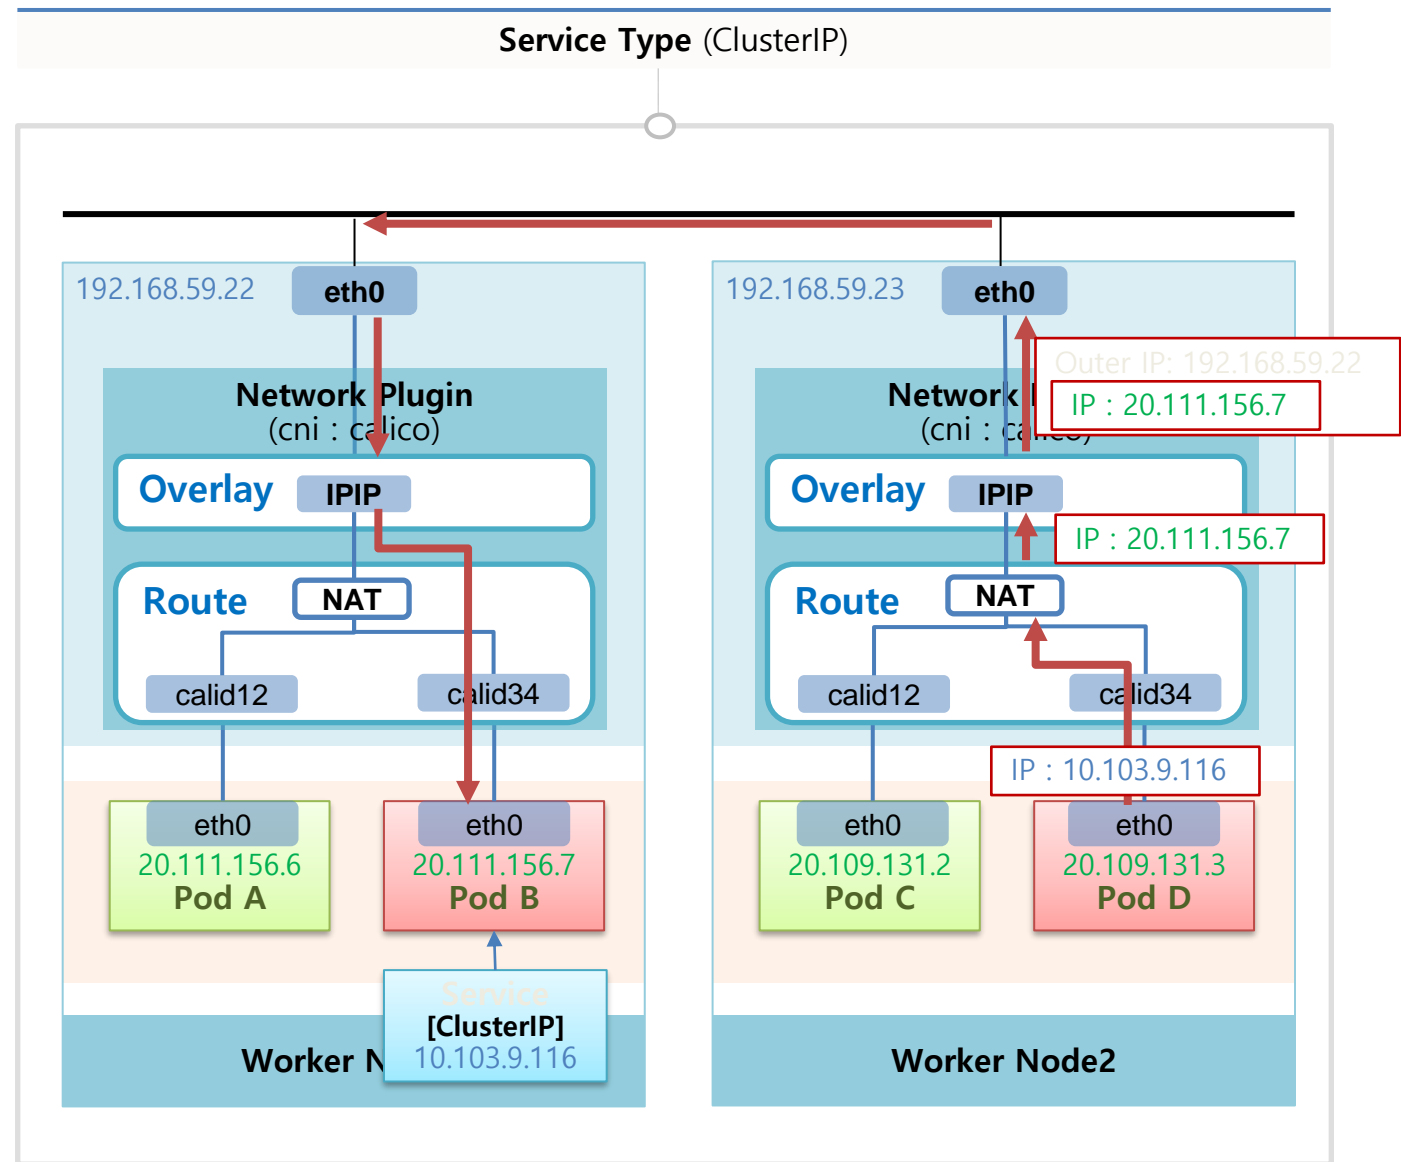 Service Type (ClusterIP)
192.168.59.22
eth0
Network Plugin
(cni : calico)
Overlay
IPIP
Route
NAT
calid12
calid34
eth0
20.111.156.6
Pod A
eth0
20.111.156.7
Pod B
Service
[ClusterIP]
10.103.9.116
Worker N
192.168.59.23
eth0
Outer IP: 192.168.59.22
IP : 20.111.156.7
Network
(cni : calico)
Overlay
IPIP
IP : 20.111.156.7
Route
NAT
calid12
calid34
IP : 10.103.9.116
eth0
20.109.131.2
Pod C
eth0
20.109.131.3
Pod D
Worker Node2